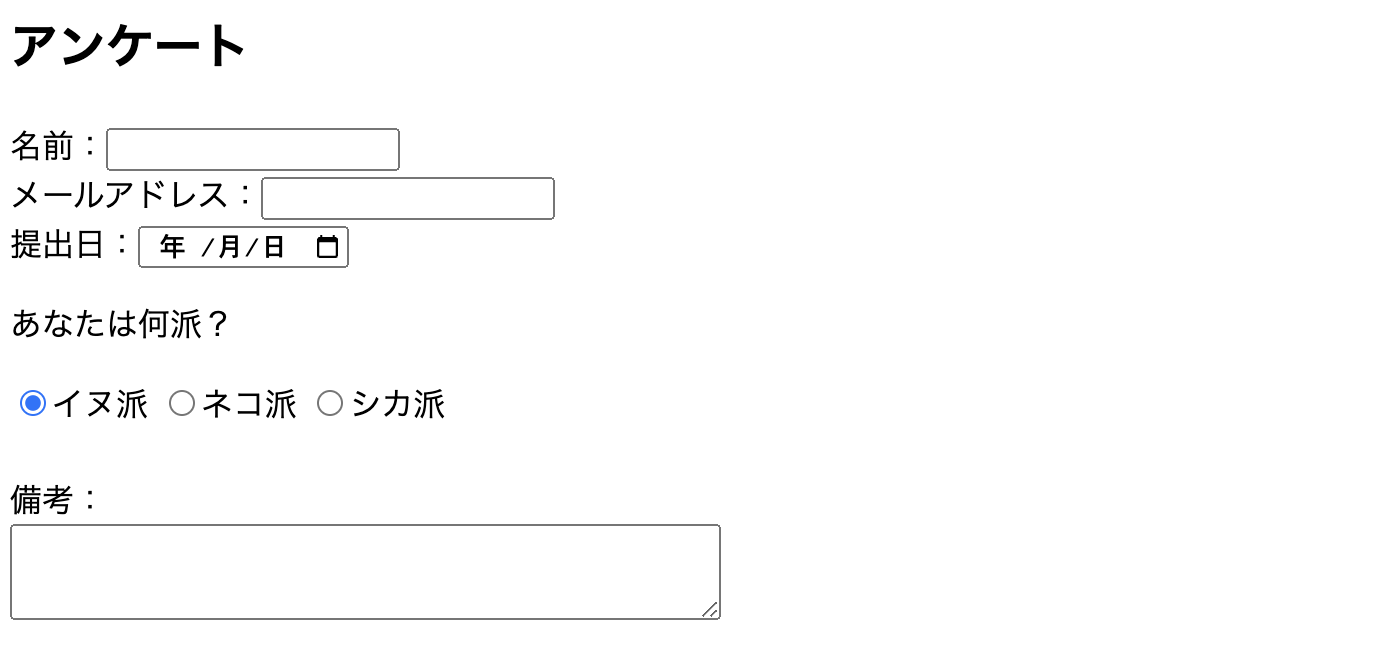 アンケート
名前：
メールアドレス：
提出日： 年 /月/日
あなたは何派？
イヌ派 ネコ派 シカ派
備考：